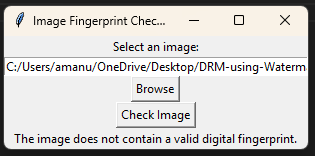 Image Fingerprint Chec...
Select an image:
C:/Users/amanu/OneDrive/Desktop/DRM-using-Waterm
Browse
Check Image
The image does not contain a valid digital fingerprint.